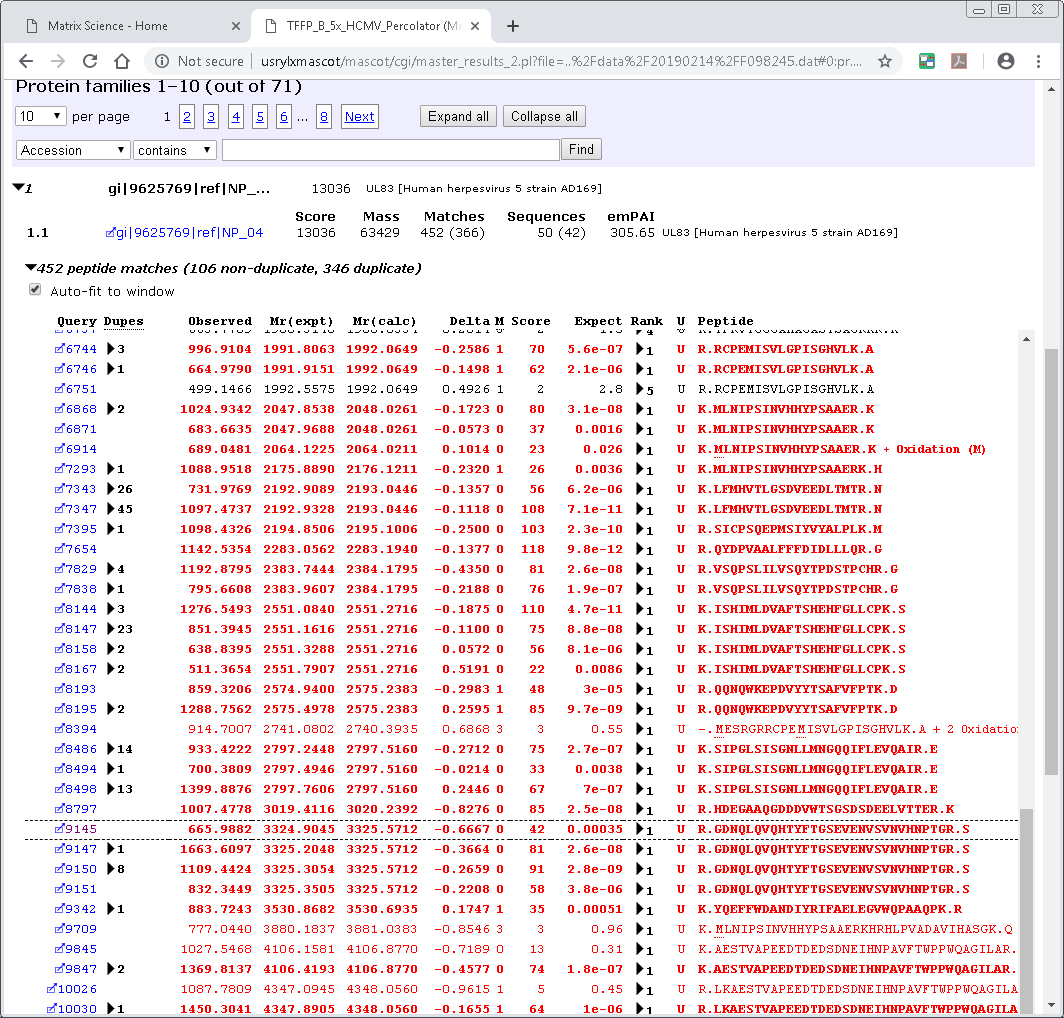 Matrix Science - Home
TFFP_B_5x_HCMV_Percolator (Ma
Not secure usrylxmascot/mascot/cgi/master_results_2.pl?file=..%2Fdata%2F20190214%2FF098245.dat#0:pr...
Protein families 1–10 (out of 71)
10 per page 1 2 3 4 5 6 ... 8 Next Expand all Collapse all
Accession contains Find
1 gi|9625769|ref|NP_... 13036 UL83 [Human herpesvirus 5 strain AD169]
Score Mass Matches Sequences emPAI
1.1 gi|9625769|ref|NP_04 13036 63429 452 (366) 50 (42) 305.65 UL83 [Human herpesvirus 5 strain AD169]
452 peptide matches (106 non-duplicate, 346 duplicate)
Auto-fit to window
Query Dupes Observed Mr(expt) Mr(calc) Delta M Score Expect Rank U Peptide
6744 3 996.9104 1991.8063 1992.0649 -0.2586 1 70 5.6e-07 1 U R.RCPEMISVLGPISGHVLK.A
6746 1 664.9790 1991.9151 1992.0649 -0.1498 1 62 2.1e-06 1 U R.RCPEMISVLGPISGHVLK.A
6751 499.1466 1992.5575 1992.0649 0.4926 1 2 2.8 5 U R.RCPEMISVLGPISGHVLK.A
6868 2 1024.9342 2047.8538 2048.0261 -0.1723 0 80 3.1e-08 1 U K.MLNIPSINVHHYPSAAER.K
6871 683.6635 2047.9688 2048.0261 -0.0573 0 37 0.0016 1 U K.MLNIPSINVHHYPSAAER.K
6914 689.0481 2064.1225 2064.0211 0.1014 0 23 0.026 1 U K.MLNIPSINVHHYPSAAER.K + Oxidation (M)
7293 1 1088.9518 2175.8890 2176.1211 -0.2320 1 26 0.0036 1 U K.MLNIPSINVHHYPSAAERK.H
7343 26 731.9769 2192.9089 2193.0446 -0.1357 0 56 6.2e-06 1 U K.LFMHVTLGSDVEEDLTMTR.N
7347 45 1097.4737 2192.9328 2193.0446 -0.1118 0 108 7.1e-11 1 U K.LFMHVTLGSDVEEDLTMTR.N
7395 1 1098.4326 2194.8506 2195.1006 -0.2500 0 103 2.3e-10 1 U R.SICPSQEPMSIYVYALPLK.M
7654 1142.5354 2283.0562 2283.1940 -0.1377 0 118 9.8e-12 1 U R.QYDPVAALFFFDIDLLLQR.G
7829 4 1192.8795 2383.7444 2384.1795 -0.4350 0 81 2.6e-08 1 U R.VSQPSLILVSQYTPDSTPCHR.G
7838 1 795.6608 2383.9607 2384.1795 -0.2188 0 76 1.9e-07 1 U R.VSQPSLILVSQYTPDSTPCHR.G
8144 3 1276.5493 2551.0840 2551.2716 -0.1875 0 110 4.7e-11 1 U K.ISHIMLDVAFTSHEHFGLLCPK.S
8147 23 851.3945 2551.1616 2551.2716 -0.1100 0 75 8.8e-08 1 U K.ISHIMLDVAFTSHEHFGLLCPK.S
8158 2 638.8395 2551.3288 2551.2716 0.0572 0 56 8.1e-06 1 U K.ISHIMLDVAFTSHEHFGLLCPK.S
8167 2 511.3654 2551.7907 2551.2716 0.5191 0 22 0.0086 1 U K.ISHIMLDVAFTSHEHFGLLCPK.S
8193 859.3206 2574.9400 2575.2383 -0.2983 1 48 3e-05 1 U R.QQNQWKEPDVYYTSAFVFPTK.D
8195 2 1288.7562 2575.4978 2575.2383 0.2595 1 85 9.7e-09 1 U R.QQNQWKEPDVYYTSAFVFPTK.D
8394 914.7007 2741.0802 2740.3935 0.6868 3 3 0.55 1 U -.MESRGRRCPEMISVLGPISGHVLK.A + 2 Oxidatio
8486 14 933.4222 2797.2448 2797.5160 -0.2712 0 75 2.7e-07 1 U K.SIPGLSISGNLLMNGQQIFLEVQAIR.E
8494 1 700.3809 2797.4946 2797.5160 -0.0214 0 33 0.0038 1 U K.SIPGLSISGNLLMNGQQIFLEVQAIR.E
8498 13 1399.8876 2797.7606 2797.5160 0.2446 0 67 7e-07 1 U K.SIPGLSISGNLLMNGQQIFLEVQAIR.E
8797 1007.4778 3019.4116 3020.2392 -0.8276 0 85 2.5e-08 1 U R.HDEGAAQGDDDVWTSGSDSDEELVTTER.K
9145 665.9882 3324.9045 3325.5712 -0.6667 0 42 0.00035 1 U R.GDNQLQVQHTYFTGSEVENVSVNVHNPTGR.S
9147 1 1663.6097 3325.2048 3325.5712 -0.3664 0 81 2.6e-08 1 U R.GDNQLQVQHTYFTGSEVENVSVNVHNPTGR.S
9150 8 1109.4424 3325.3054 3325.5712 -0.2659 0 91 2.8e-09 1 U R.GDNQLQVQHTYFTGSEVENVSVNVHNPTGR.S
9151 832.3449 3325.3505 3325.5712 -0.2208 0 58 3.8e-06 1 U R.GDNQLQVQHTYFTGSEVENVSVNVHNPTGR.S
9342 1 883.7243 3530.8682 3530.6935 0.1747 1 35 0.00051 1 U K.YQEFFWDANDIYRIFAELEGVWQPAAQPK.R
9709 777.0440 3880.1837 3881.0383 -0.8546 3 3 0.96 1 U K.MLNIPSINVHHYPSAAERKHRHLPVADAVIHASGK.Q
9845 1027.5468 4106.1581 4106.8770 -0.7189 0 13 0.31 1 U K.AESTVAPEEDTDEDSDNEIHNPAVFTWPPWQAGILAR.
9847 2 1369.8137 4106.4193 4106.8770 -0.4577 0 74 1.8e-07 1 U K.AESTVAPEEDTDEDSDNEIHNPAVFTWPPWQAGILAR.
10026 1087.7809 4347.0945 4348.0560 -0.9615 1 5 0.45 1 U R.LKAESTVAPEEDTDEDSDNEIHNPAVFTWPPWQAGILA
10030 1 1450.3041 4347.8905 4348.0560 -0.1655 1 64 1e-06 1 U R.LKAESTVAPEEDTDEDSDNEIHNPAVFTWPPWQAGILA